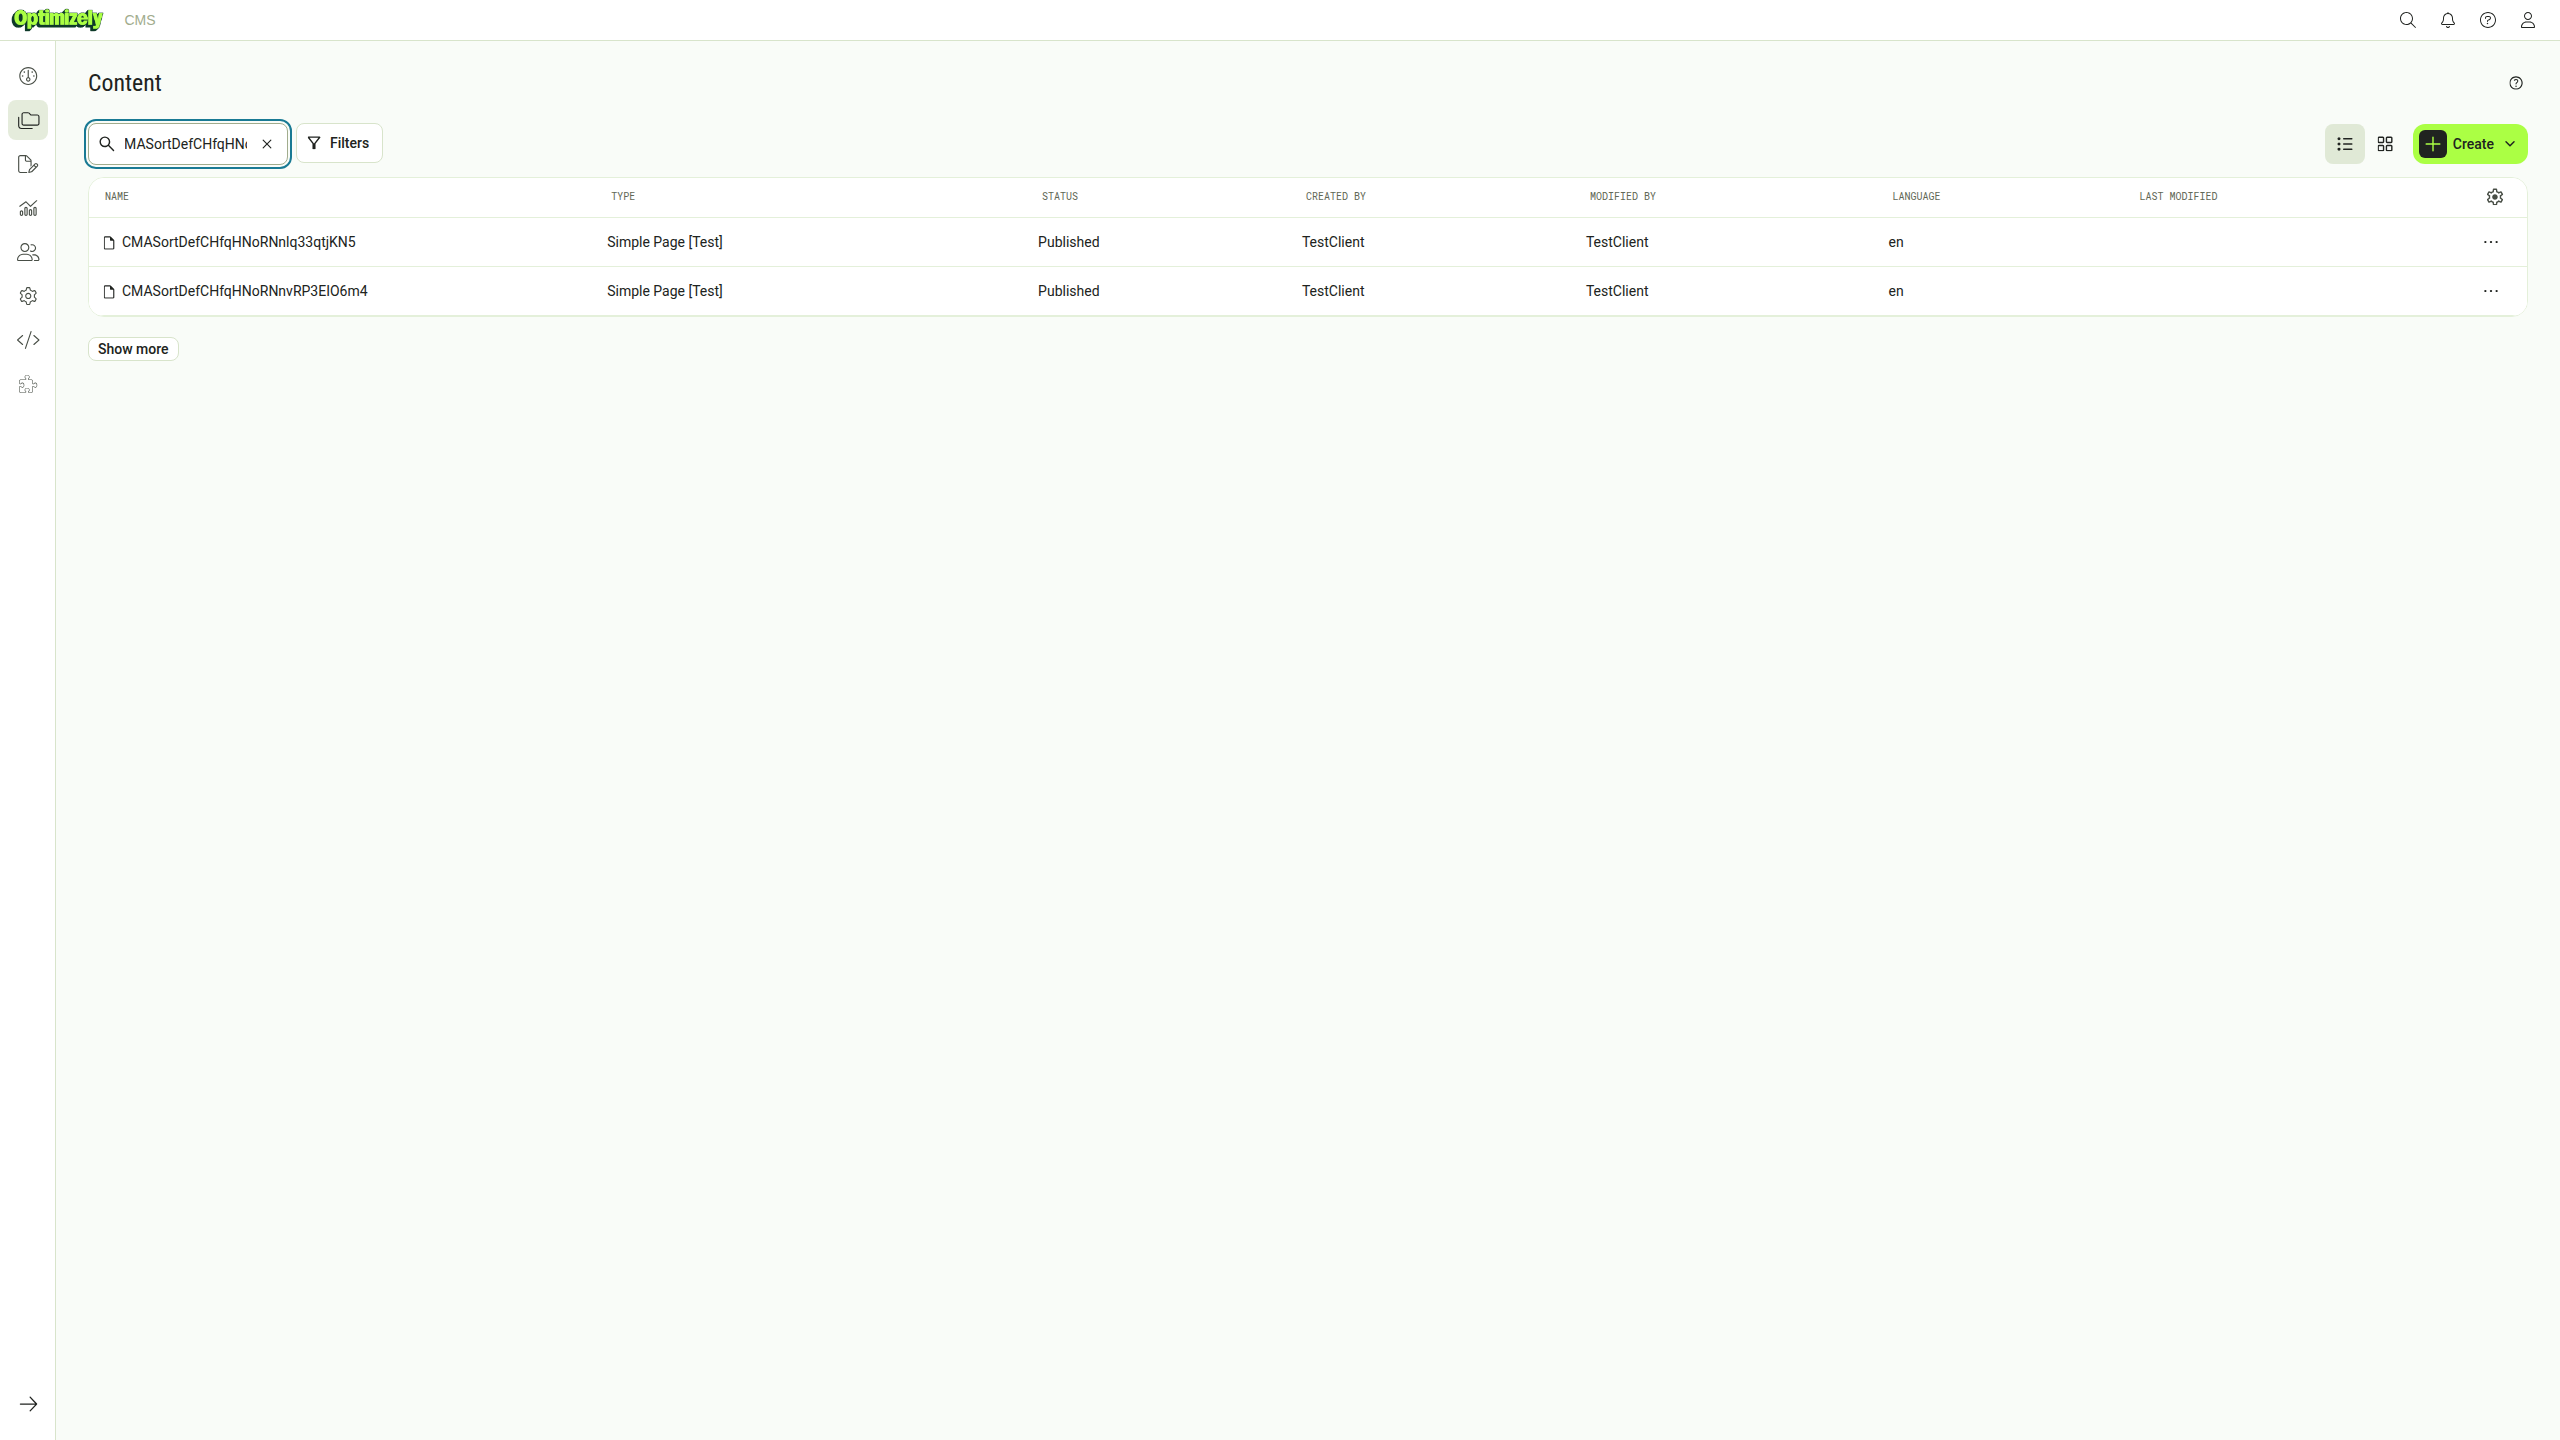 Optimizely CMS
Content
MASortDefCHfqHN Filters Create
NAME TYPE STATUS CREATED BY MODIFIED BY LANGUAGE LAST MODIFIED
CMASortDefCHfqHNoRNnlq33qtjKN5 Simple Page [Test] Published TestClient TestClient en
CMASortDefCHfqHNoRNnvRP3EIO6m4 Simple Page [Test] Published TestClient TestClient en
Show more